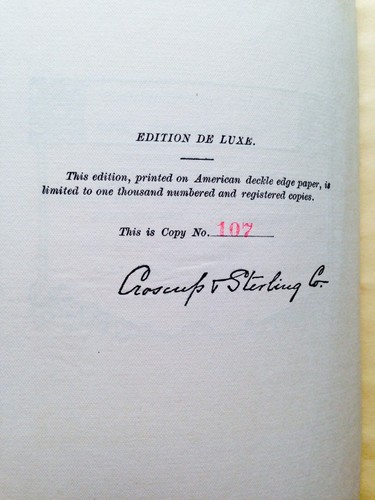 EDITION DE LUXE.
This edition, printed on American deckle edge paper, is
limited to one thousand numbered and registered copies.
This is Copy No. 107
Croscup & Sterling Co.